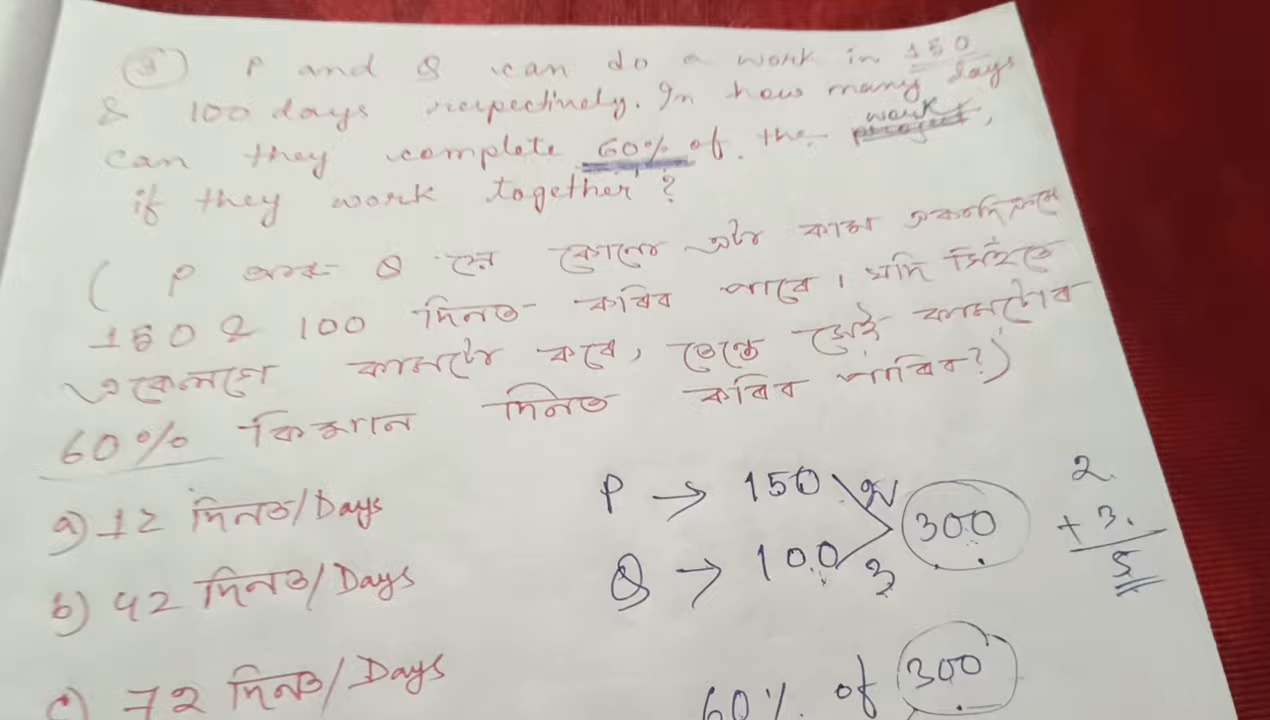 3) P and Q can do a work in 150
& 100 days respectively. In how many days
can they complete 60% of the work,
if they work together?
( P আৰু Q য়ে কোনো এটা কাম
150 & 100 দিনত কৰিব পাৰে। যদি সিহঁতে
একেলগে কামটো কৰে, তেন্তে সেই কামটোৰ
60% কিমান দিনত কৰিব পাৰিব?)
a) 12 দিনত/Days
b) 42 দিনত/Days
c) 72 দিনত/Days
P → 150 2
Q → 100 3
300
2
+ 3
5
60% of 300